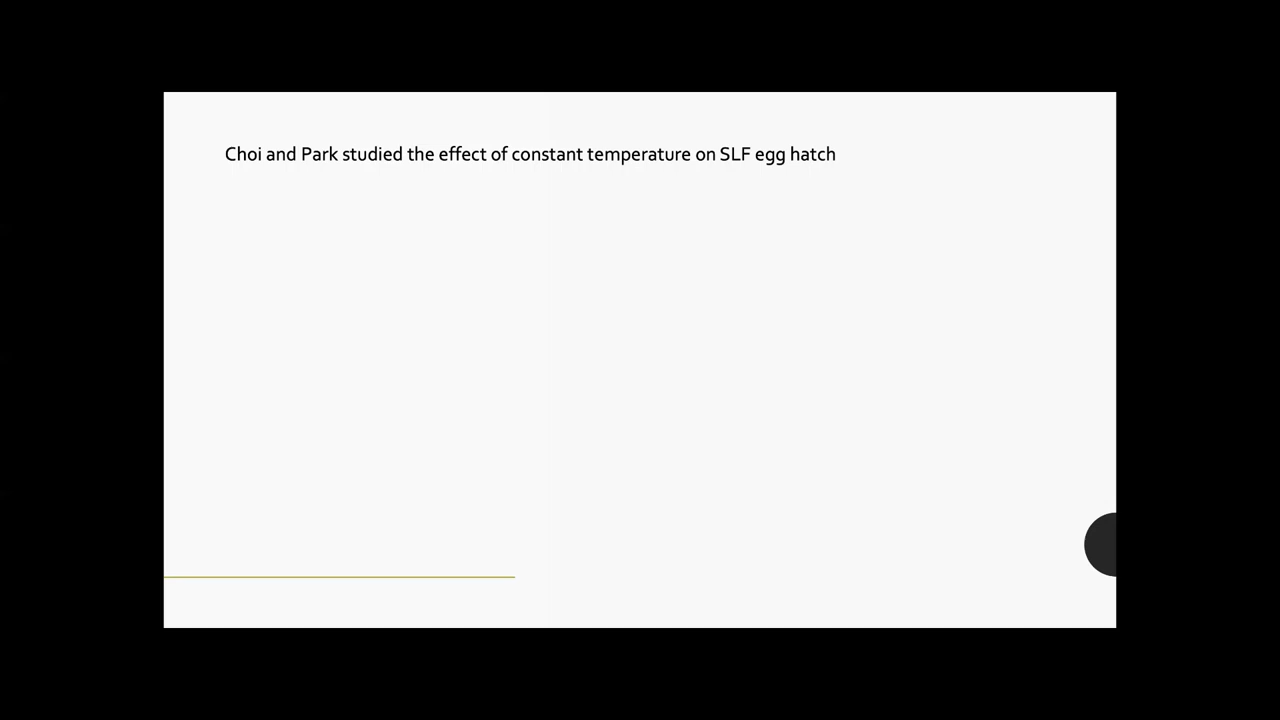 Choi and Park studied the effect of constant temperature on SLF egg hatch